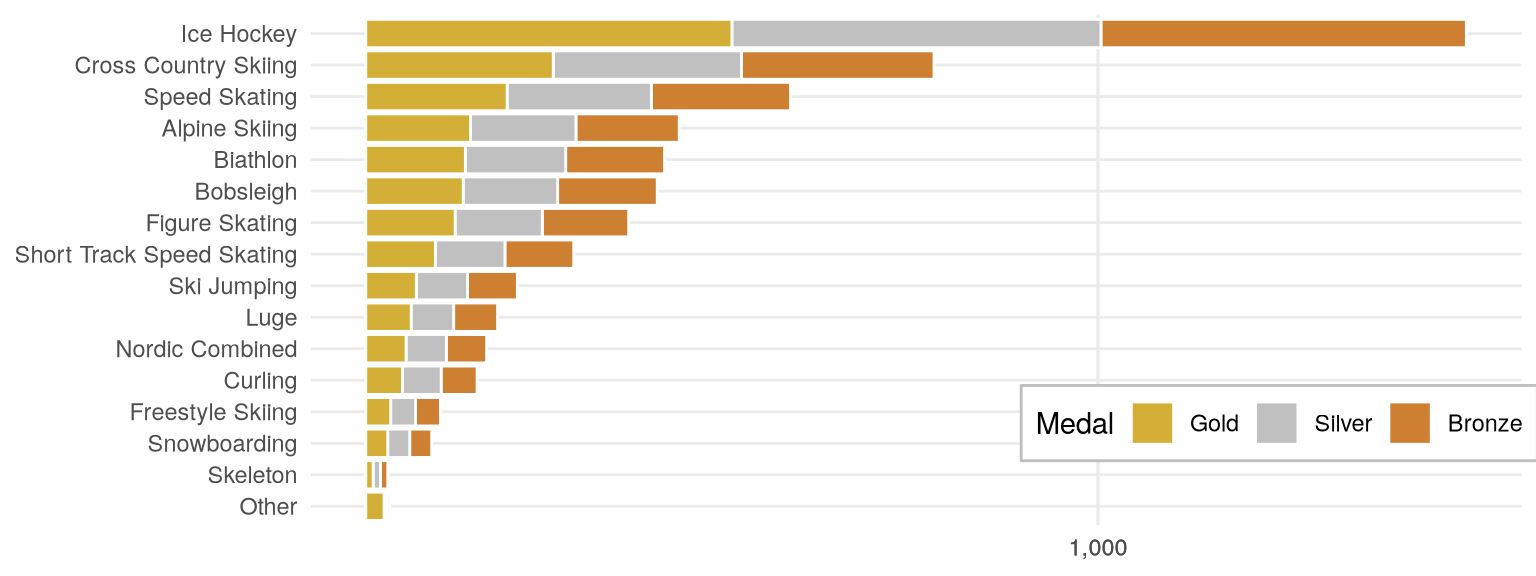 Ice Hockey
Cross Country Skiing
Speed Skating
Alpine Skiing
Biathlon
Bobsleigh
Figure Skating
Short Track Speed Skating
Ski Jumping
Luge
Nordic Combined
Curling
Freestyle Skiing
Medal Gold Silver Bronze
Snowboarding
Skeleton
Other
1,000